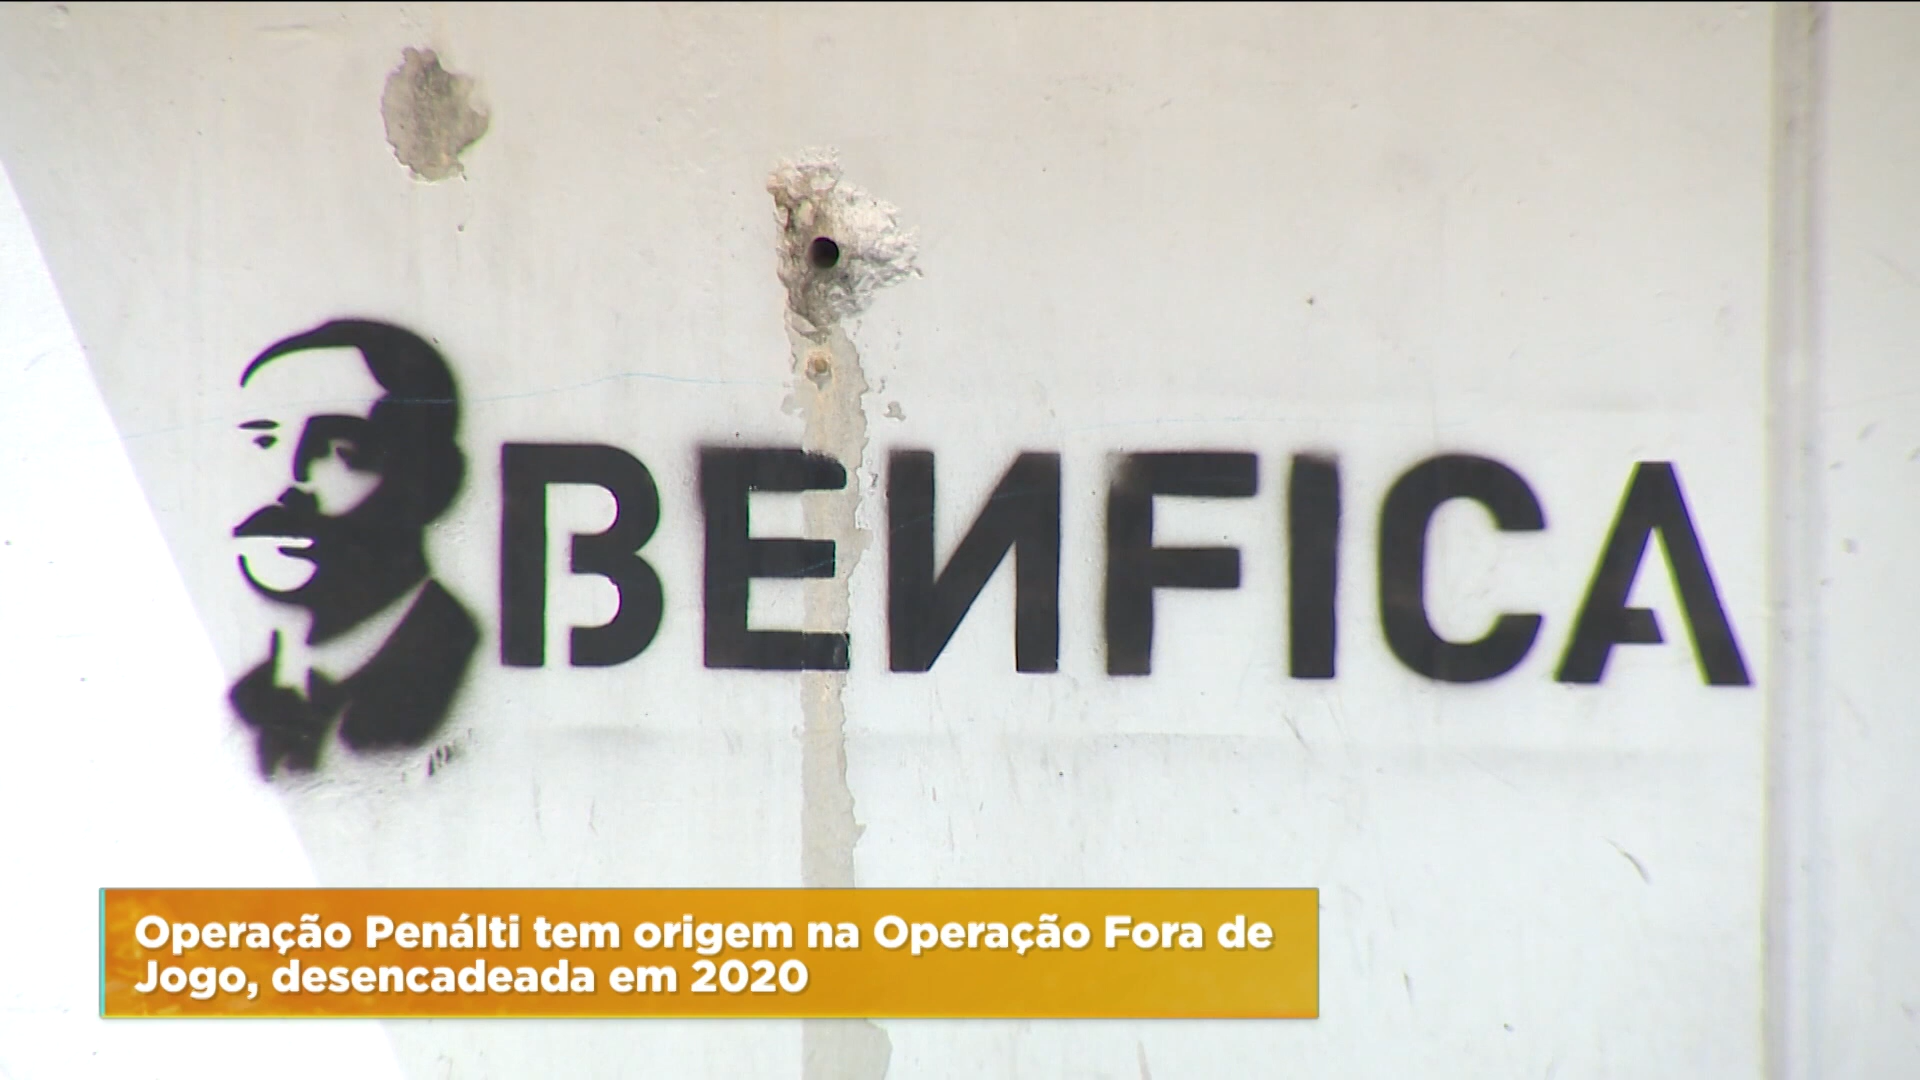 BEИFICA
Operação Penálti tem origem na Operação Fora de
Jogo, desencadeada em 2020